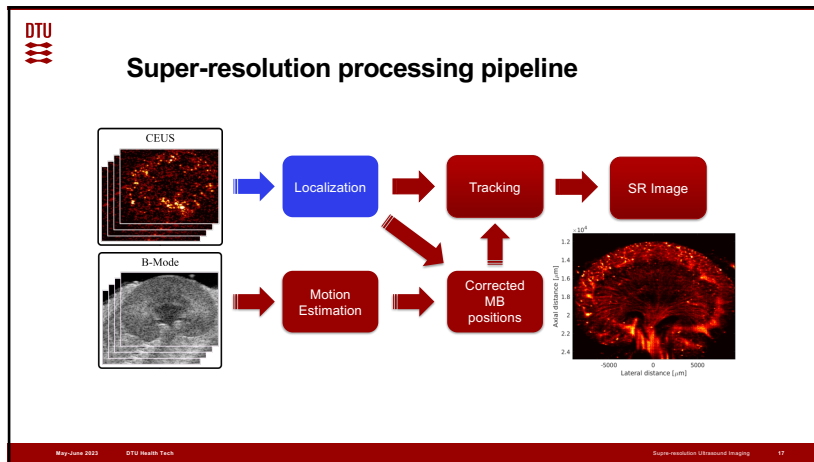 DTU
Super-resolution processing pipeline
CEUS
Localization
Tracking
SR Image
B-Mode
Motion
Estimation
Corrected
MB
positions
×10⁴
1.2
1.4
1.6
1.8
2
2.2
2.4
Axial distance [μm]
-5000
0
5000
Lateral distance [μm]
May-June 2023
DTU Health Tech
Supre-resolution Ultrasound Imaging
17